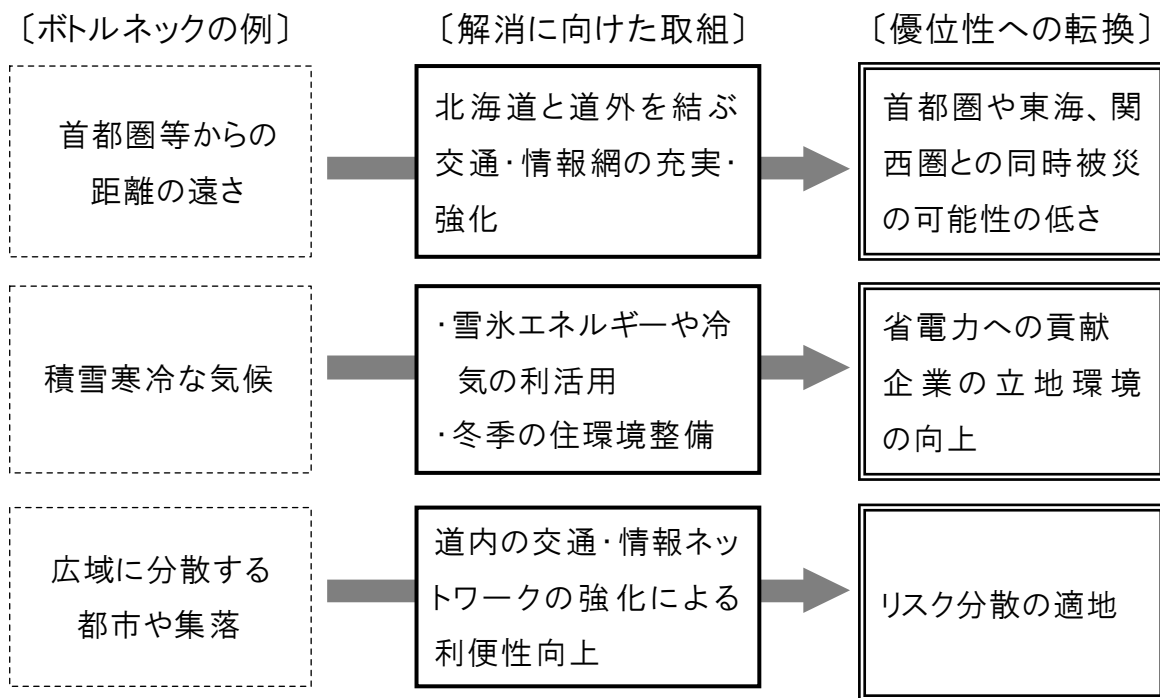 〔ボトルネックの例〕
〔解消に向けた取組〕
〔優位性への転換〕
首都圏等からの
距離の遠さ
北海道と道外を結ぶ
交通・情報網の充実・
強化
首都圏や東海、関
西圏との同時被災
の可能性の低さ
積雪寒冷な気候
・雪氷エネルギーや冷
気の利活用
・冬季の住環境整備
省電力への貢献
企業の立地環境
の向上
広域に分散する
都市や集落
道内の交通・情報ネッ
トワークの強化による
利便性向上
リスク分散の適地